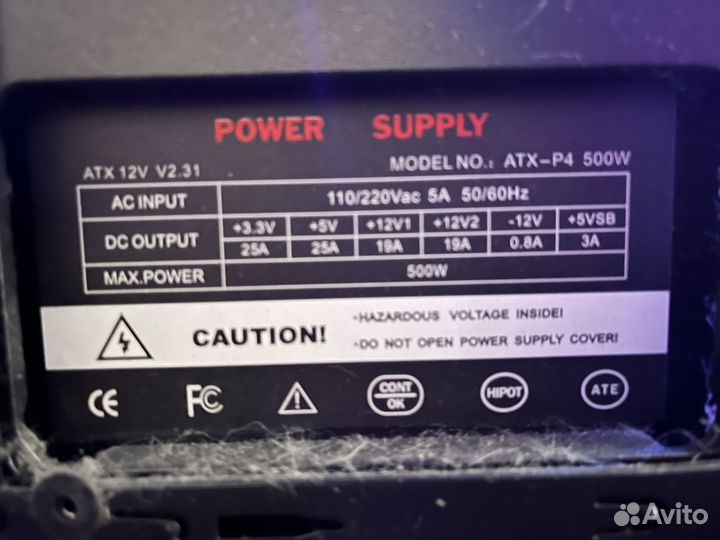 POWER SUPPLY
ATX 12V V2.31 MODEL NO.: ATX-P4 500W
AC INPUT 110/220Vac 5A 50/60Hz
DC OUTPUT +3.3V +5V +12V1 +12V2 -12V +5VSB
25A 25A 19A 19A 0.8A 3A
MAX.POWER 500W
CAUTION! •HAZARDOUS VOLTAGE INSIDE!
•DO NOT OPEN POWER SUPPLY COVER!
CE FC CONT OK HIPOT ATE
Avito